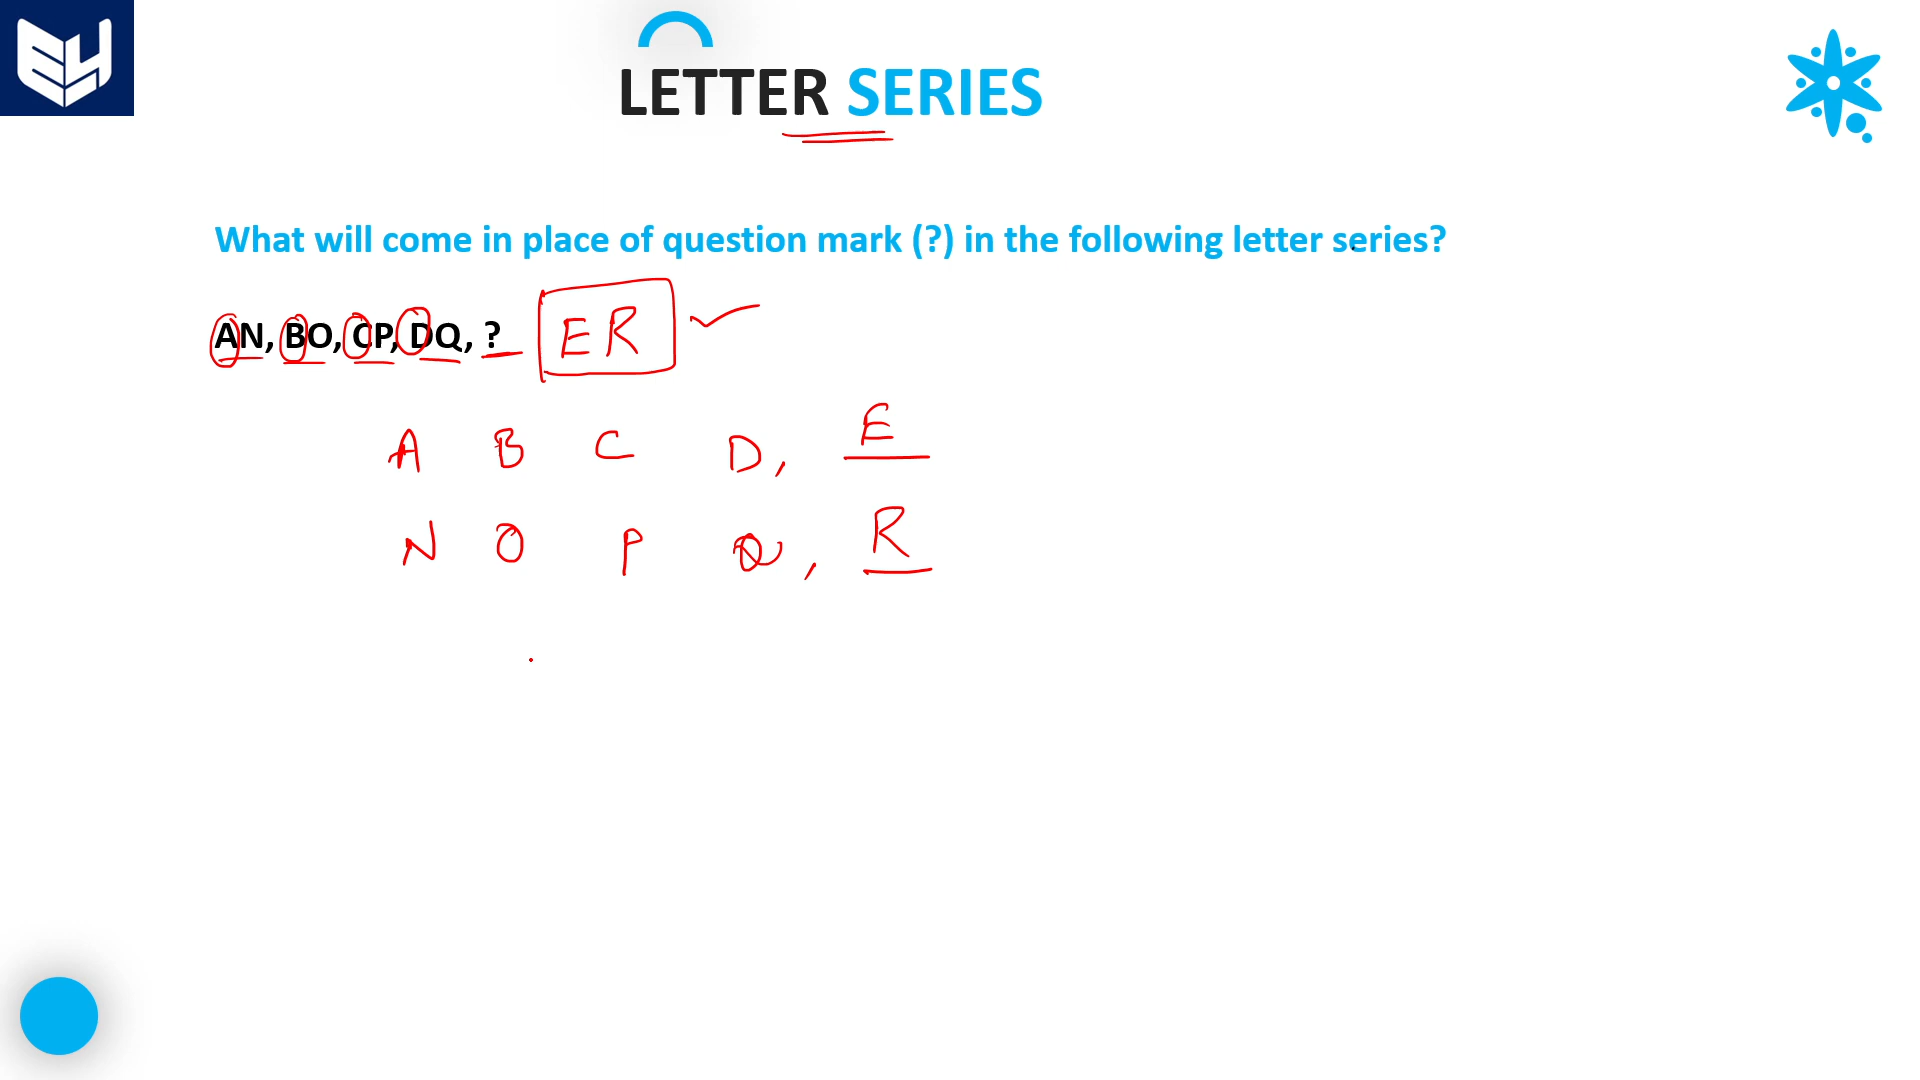 LETTER SERIES
What will come in place of question mark (?) in the following letter series?
AN, BO, CP, DQ, ? ER
A B C D, E
N O P Q, R